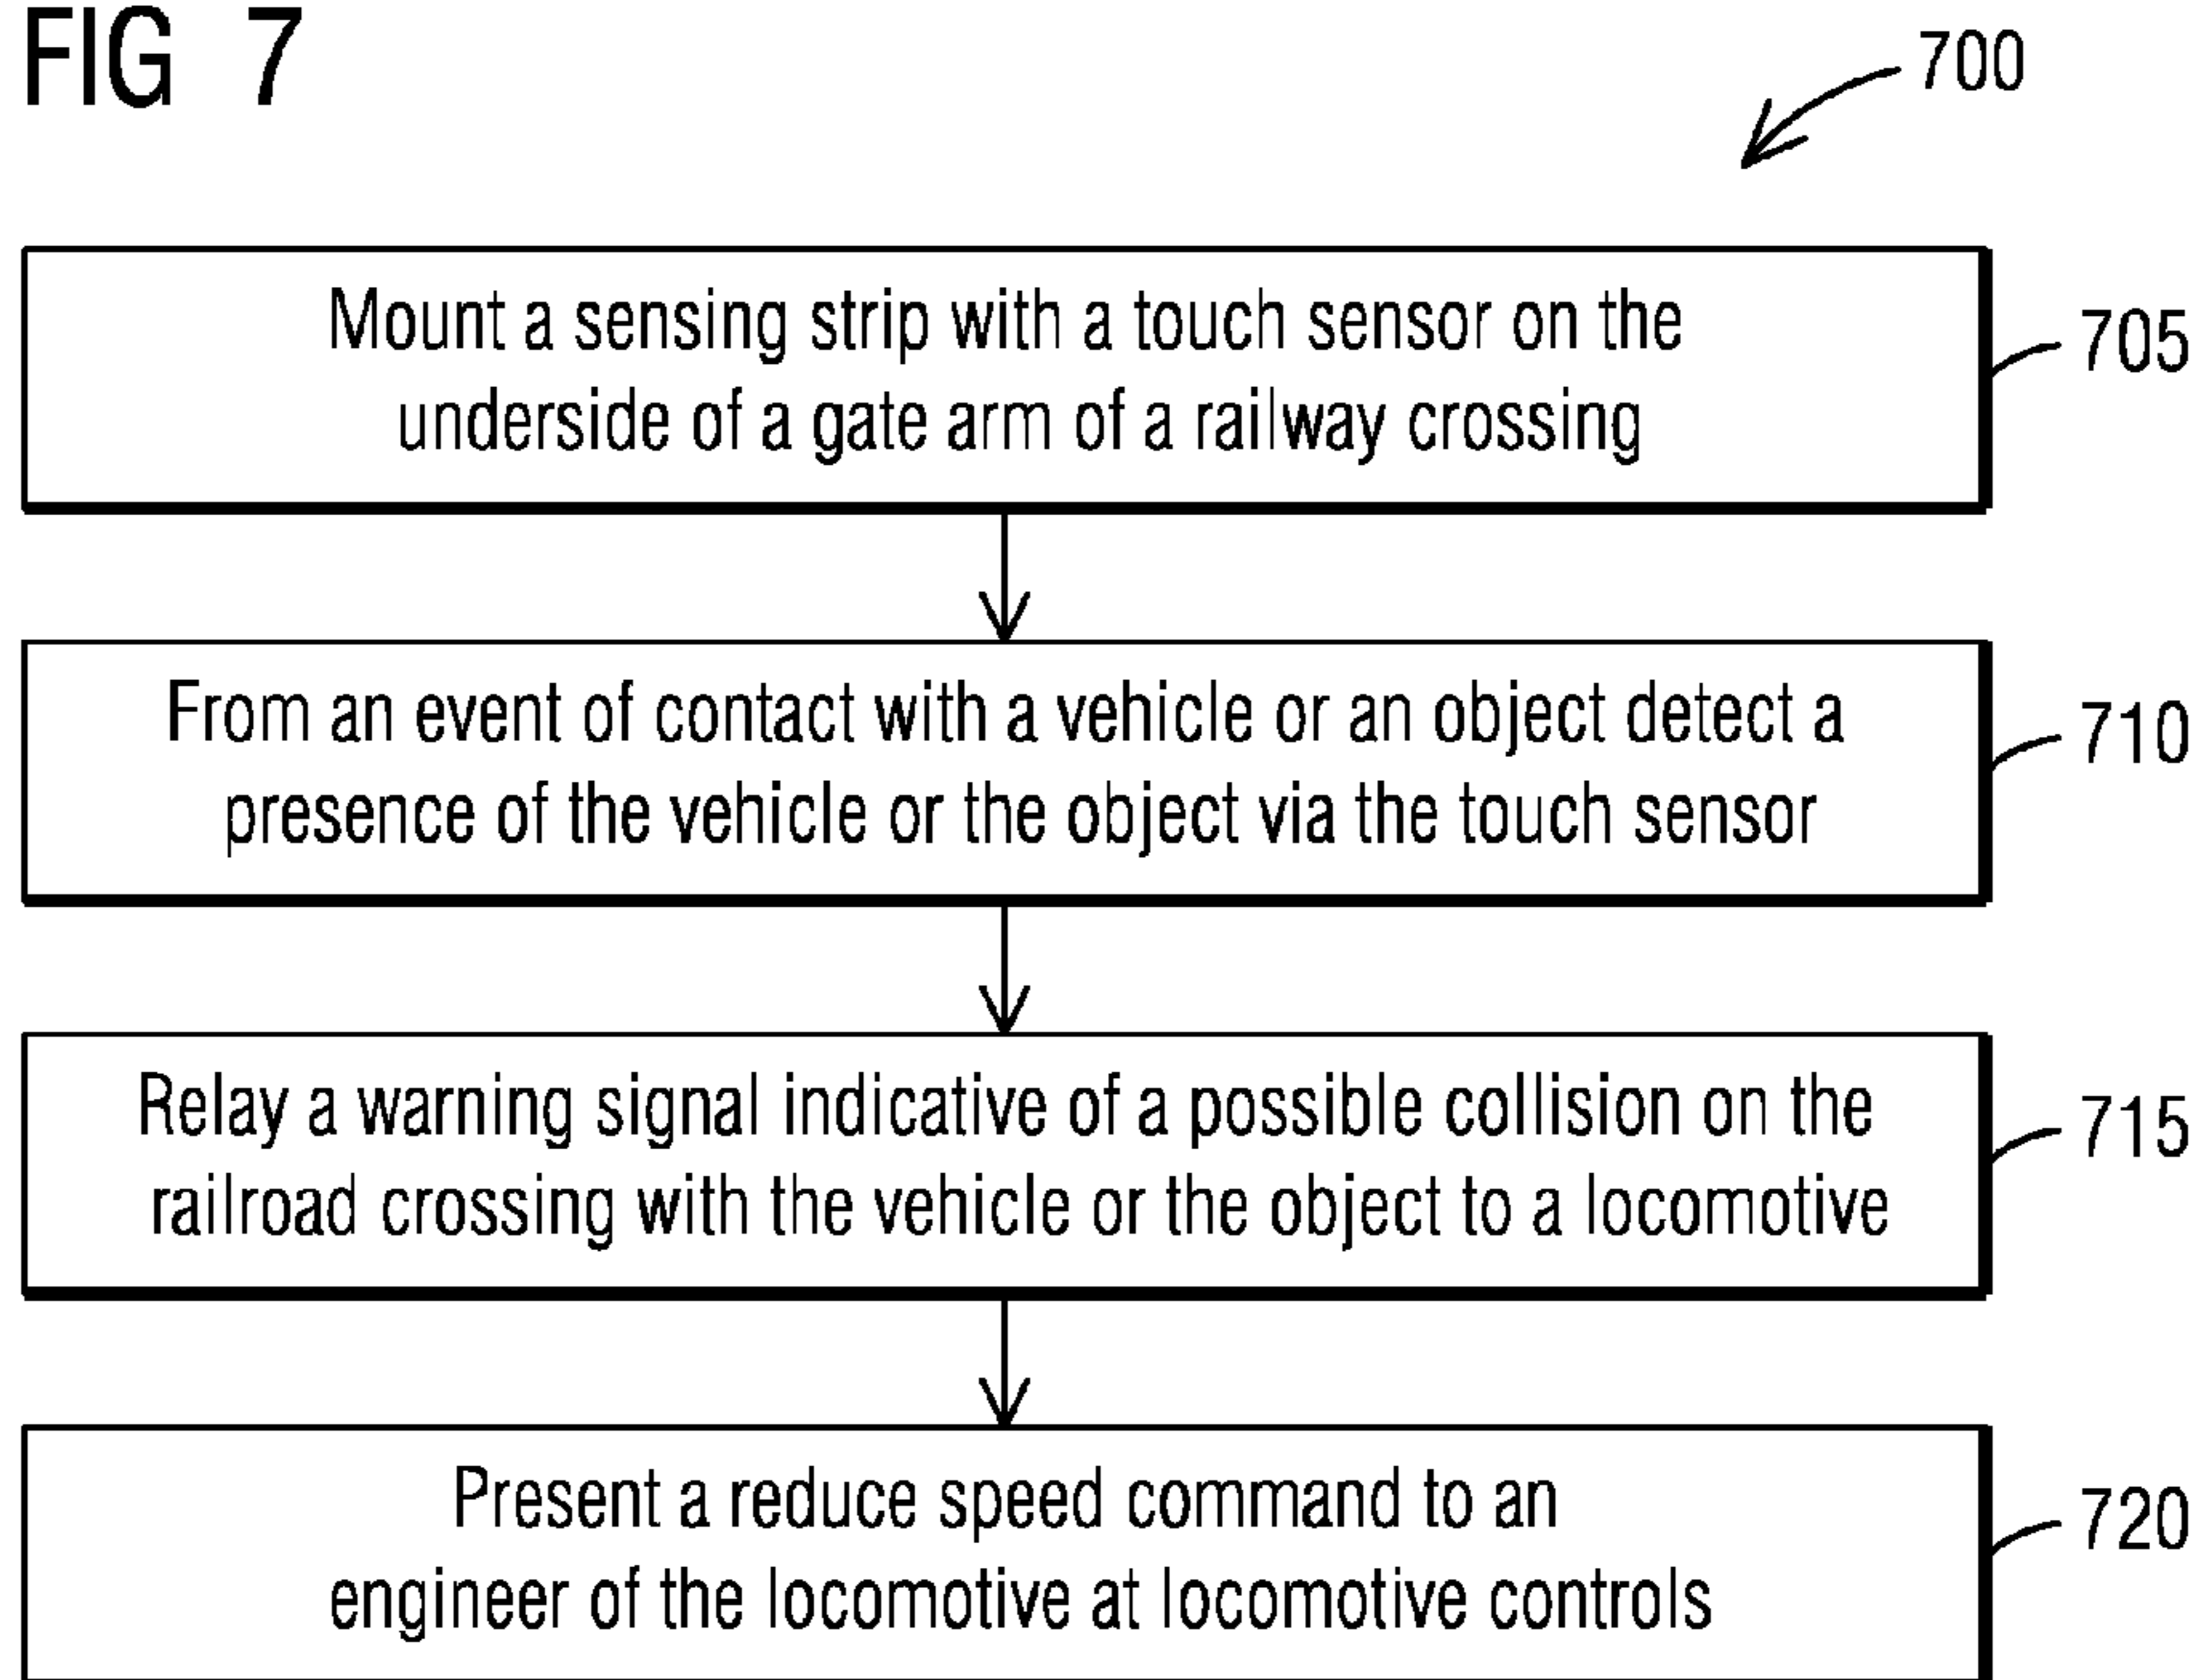 FIG 7
700
Mount a sensing strip with a touch sensor on the
underside of a gate arm of a railway crossing
705
From an event of contact with a vehicle or an object detect a
presence of the vehicle or the object via the touch sensor
710
Relay a warning signal indicative of a possible collision on the
railroad crossing with the vehicle or the object to a locomotive
715
Present a reduce speed command to an
engineer of the locomotive at locomotive controls
720